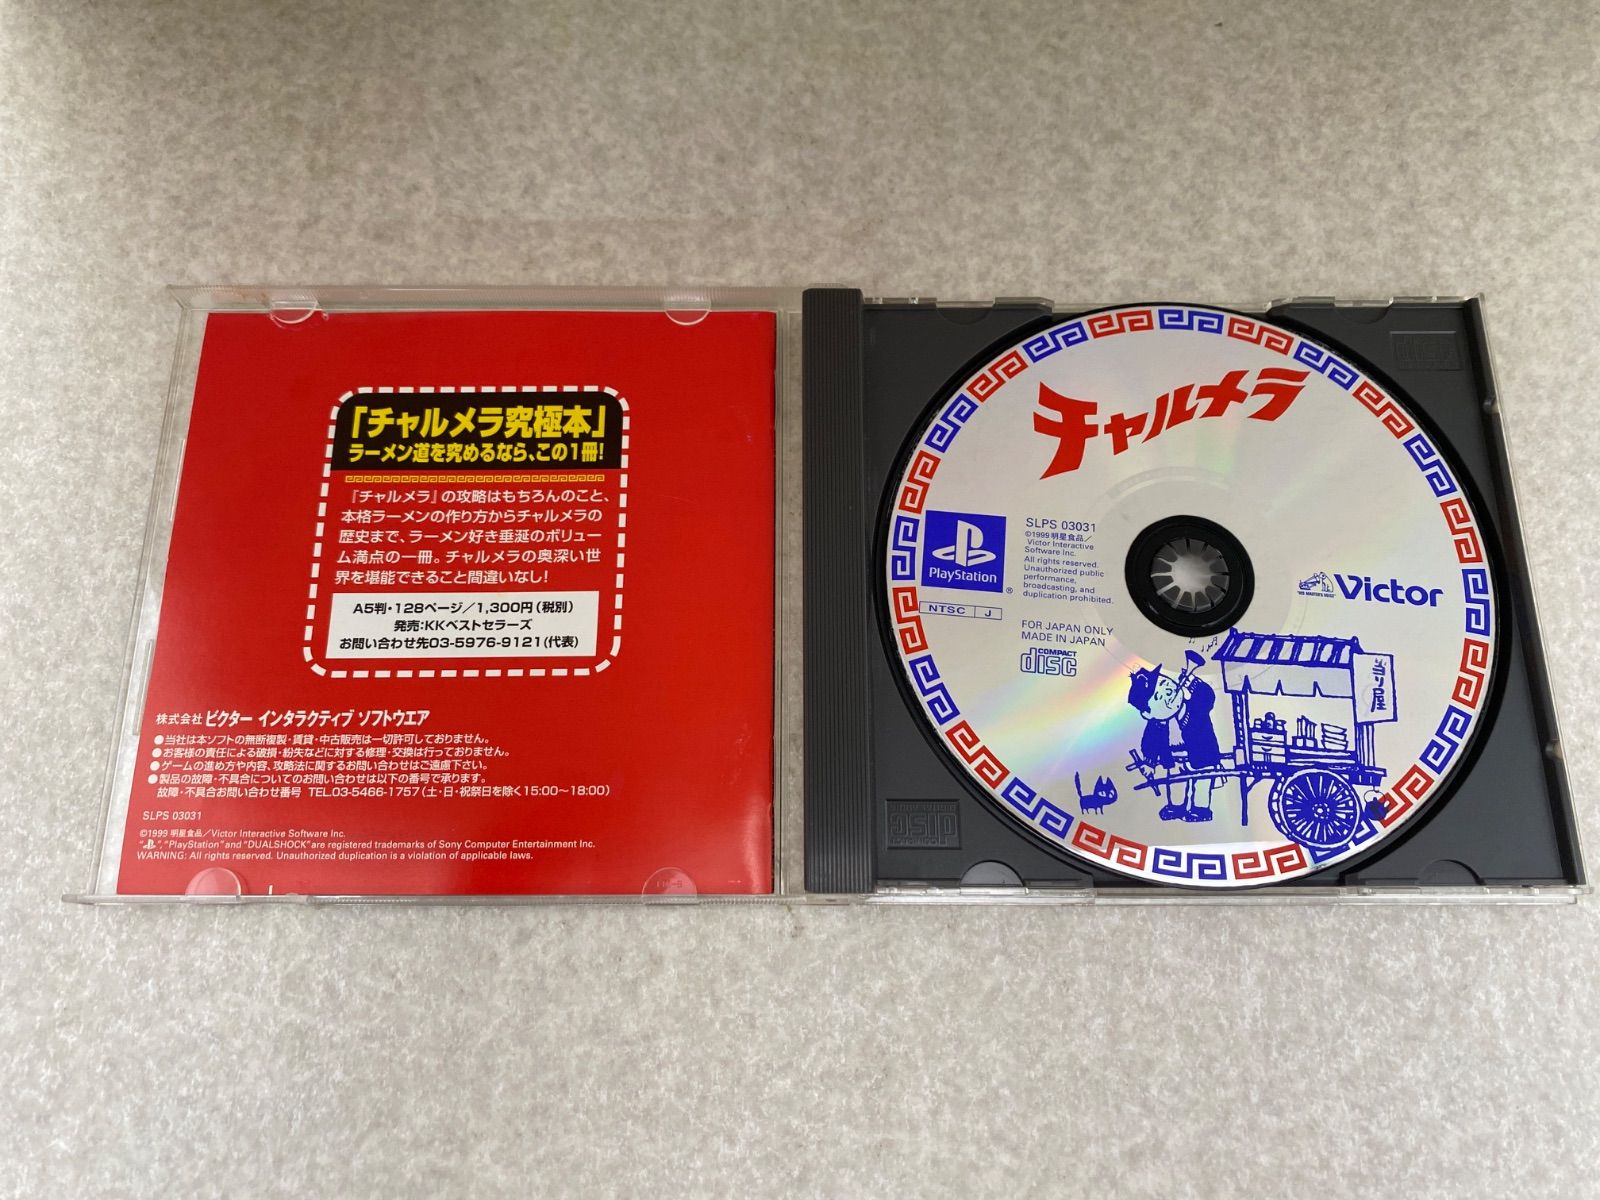 『チャルメラ究極本』
ラーメン道を究めるなら、この1冊!
『チャルメラ』の攻略はもちろんのこと、
本格ラーメンの作り方からチャルメラの
歴史まで、ラーメン好き垂涎のボリュー
ム満点の一冊。チャルメラの奥深い世
界を堪能できること間違いなし!
A5判・128ページ/1,300円(税別)
発売:KKベストセラーズ
お問い合わせ先03-5976-9121(代表)
株式会社 ビクター インタラクティブ ソフトウエア
●当社は本ソフトの無断複製・賃貸・中古販売は一切許可しておりません。
●お客様の責任による破損・紛失などに対する修理・交換は行っておりません。
●ゲームの進め方や内容、攻略法に関するお問い合わせはご遠慮下さい。
●製品の故障・不具合についてのお問い合わせは以下の番号で承ります。
故障・不具合お問い合わせ番号 TEL.03-5466-1757(土・日・祝祭日を除く15:00〜18:00)
SLPS 03031
©1999 明星食品/Victor Interactive Software Inc.
"PS", "PlayStation" and "DUALSHOCK" are registered trademarks of Sony Computer Entertainment Inc.
WARNING: All rights reserved. Unauthorized duplication is a violation of applicable laws.
チャルメラ
PlayStation
®
NTSC J
SLPS 03031
©1999 明星食品/
Victor Interactive
Software Inc.
All rights reserved.
Unauthorized public
performance,
broadcasting, and
duplication prohibited.
FOR JAPAN ONLY
MADE IN JAPAN
COMPACT
disc
"HIS MASTER'S VOICE"
Victor
当り屋